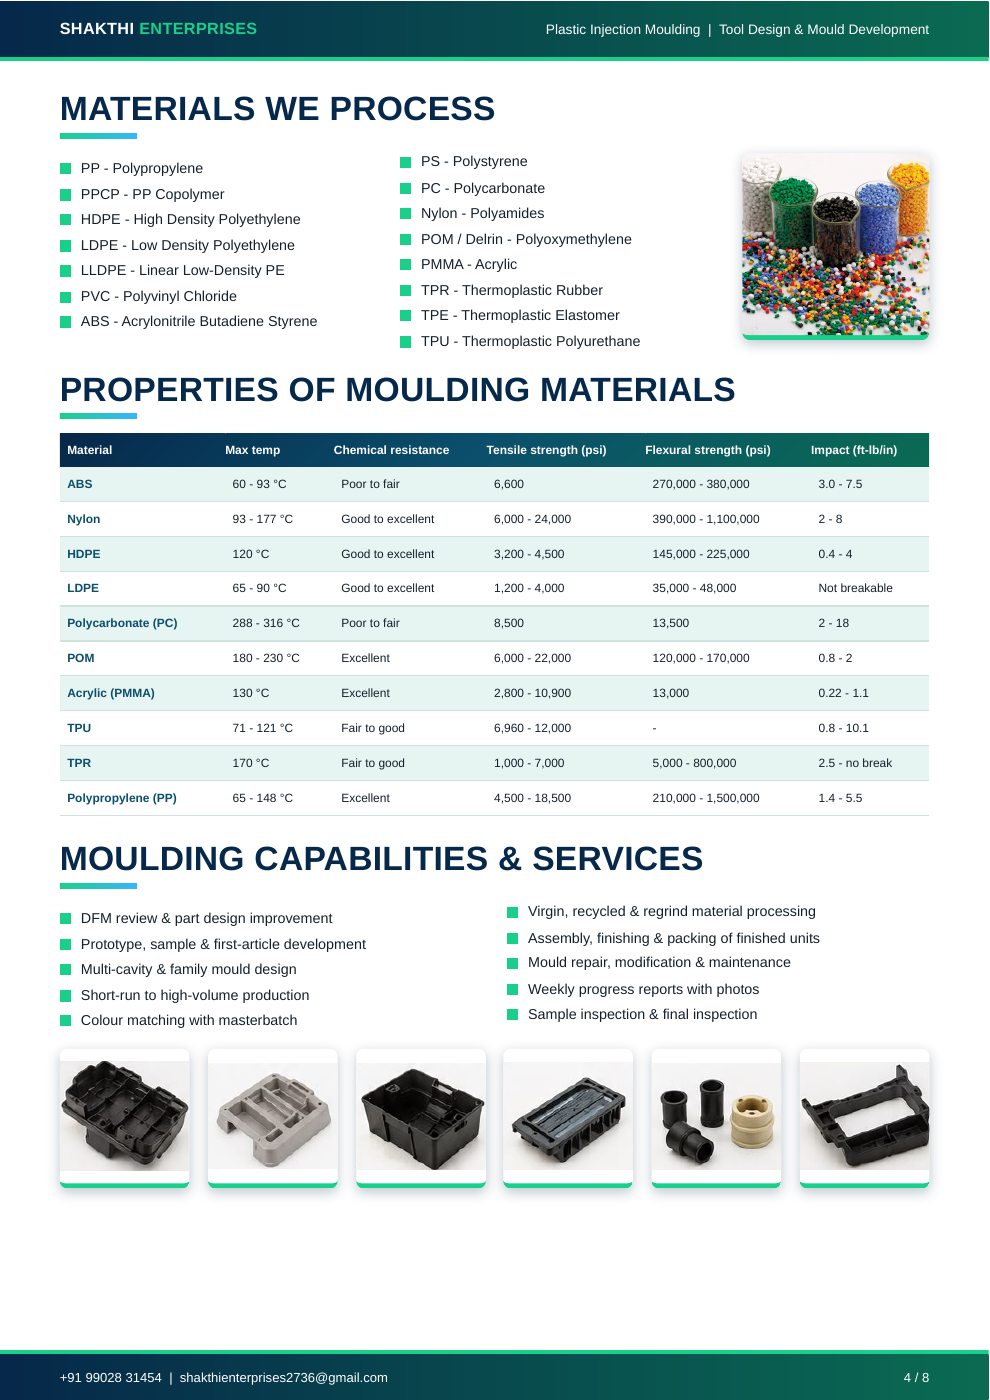 SHAKTHI ENTERPRISES
Plastic Injection Moulding | Tool Design & Mould Development
MATERIALS WE PROCESS
PP - Polypropylene
PPCP - PP Copolymer
HDPE - High Density Polyethylene
LDPE - Low Density Polyethylene
LLDPE - Linear Low-Density PE
PVC - Polyvinyl Chloride
ABS - Acrylonitrile Butadiene Styrene
PS - Polystyrene
PC - Polycarbonate
Nylon - Polyamides
POM / Delrin - Polyoxymethylene
PMMA - Acrylic
TPR - Thermoplastic Rubber
TPE - Thermoplastic Elastomer
TPU - Thermoplastic Polyurethane
PROPERTIES OF MOULDING MATERIALS
Material Max temp Chemical resistance Tensile strength (psi) Flexural strength (psi) Impact (ft-lb/in)
ABS 60 - 93 °C Poor to fair 6,600 270,000 - 380,000 3.0 - 7.5
Nylon 93 - 177 °C Good to excellent 6,000 - 24,000 390,000 - 1,100,000 2 - 8
HDPE 120 °C Good to excellent 3,200 - 4,500 145,000 - 225,000 0.4 - 4
LDPE 65 - 90 °C Good to excellent 1,200 - 4,000 35,000 - 48,000 Not breakable
Polycarbonate (PC) 288 - 316 °C Poor to fair 8,500 13,500 2 - 18
POM 180 - 230 °C Excellent 6,000 - 22,000 120,000 - 170,000 0.8 - 2
Acrylic (PMMA) 130 °C Excellent 2,800 - 10,900 13,000 0.22 - 1.1
TPU 71 - 121 °C Fair to good 6,960 - 12,000 - 0.8 - 10.1
TPR 170 °C Fair to good 1,000 - 7,000 5,000 - 800,000 2.5 - no break
Polypropylene (PP) 65 - 148 °C Excellent 4,500 - 18,500 210,000 - 1,500,000 1.4 - 5.5
MOULDING CAPABILITIES & SERVICES
DFM review & part design improvement
Prototype, sample & first-article development
Multi-cavity & family mould design
Short-run to high-volume production
Colour matching with masterbatch
Virgin, recycled & regrind material processing
Assembly, finishing & packing of finished units
Mould repair, modification & maintenance
Weekly progress reports with photos
Sample inspection & final inspection
+91 99028 31454 | shakthienterprises2736@gmail.com
4 / 8